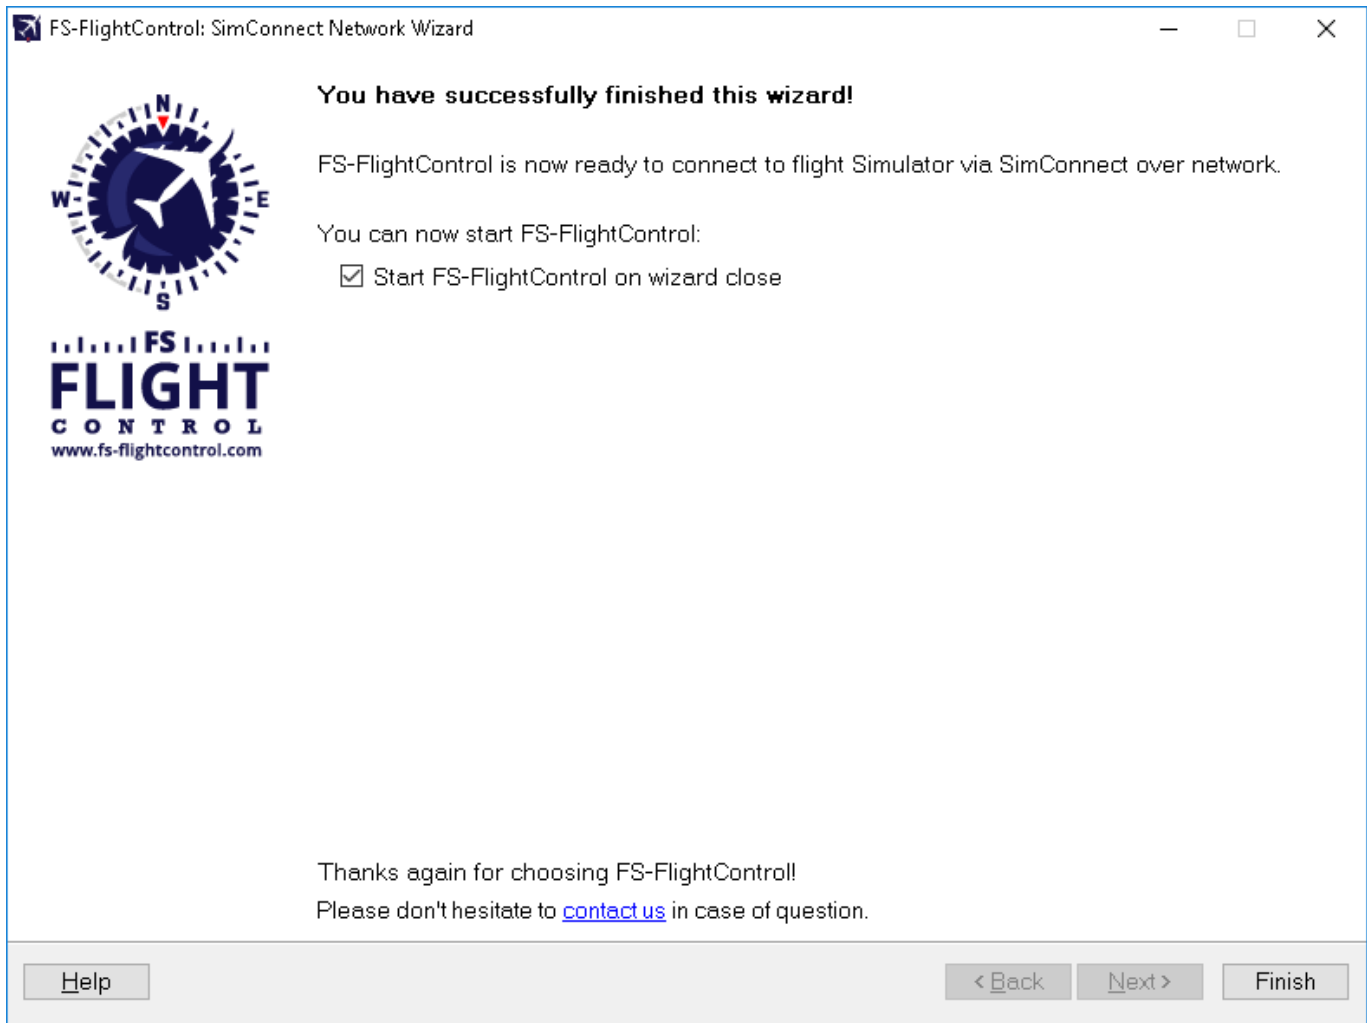 FS-FlightControl: SimConnect Network Wizard
You have successfully finished this wizard!
FS-FlightControl is now ready to connect to flight Simulator via SimConnect over network.
You can now start FS-FlightControl:
Start FS-FlightControl on wizard close
N
W
E
S
FS
FLIGHT
CONTROL
www.fs-flightcontrol.com
Thanks again for choosing FS-FlightControl!
Please don't hesitate to contact us in case of question.
Help
< Back
Next >
Finish